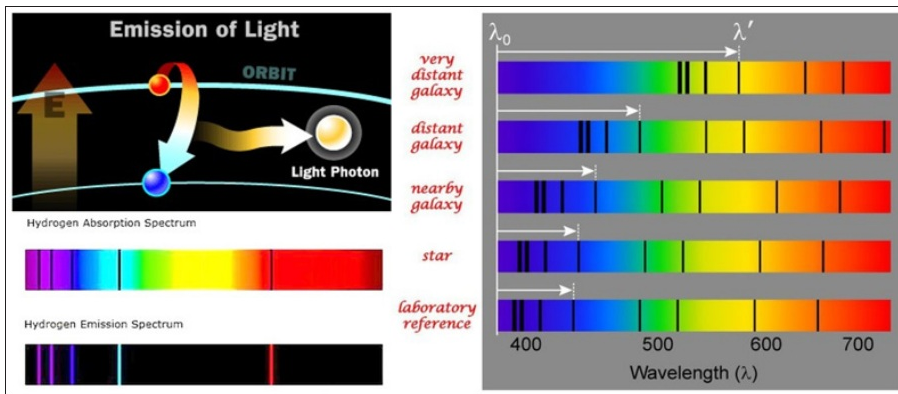 Emission of Light
ORBIT
E
Light Photon
Hydrogen Absorption Spectrum
Hydrogen Emission Spectrum
very
distant
galaxy
distant
galaxy
nearby
galaxy
star
laboratory
reference
λ₀
λ′
400 500 600 700
Wavelength (λ)